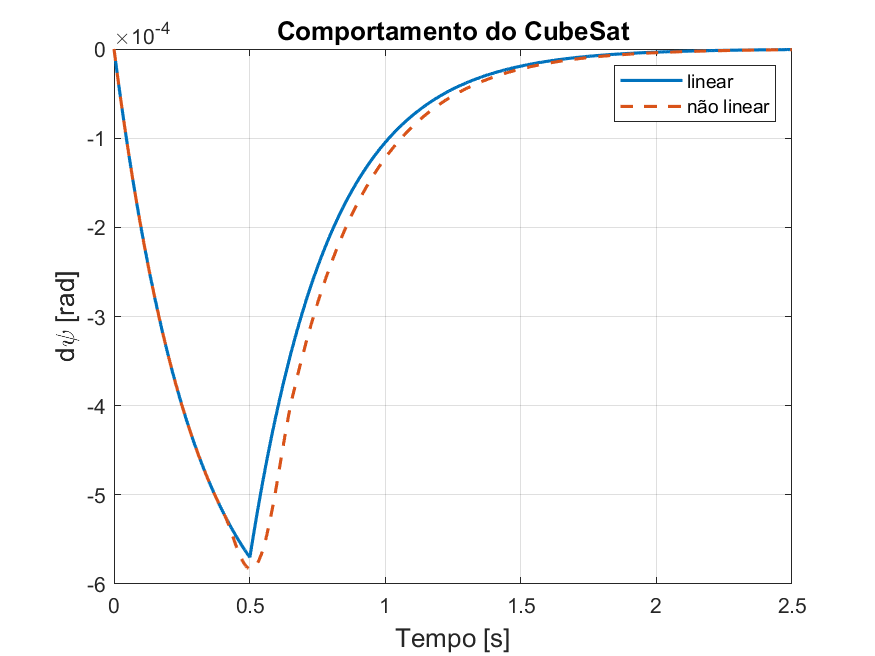 Comportamento do CubeSat
×10-4
0
-1
-2
-3
-4
-5
-6
dψ [rad]
linear
não linear
0
0.5
1
1.5
2
2.5
Tempo [s]